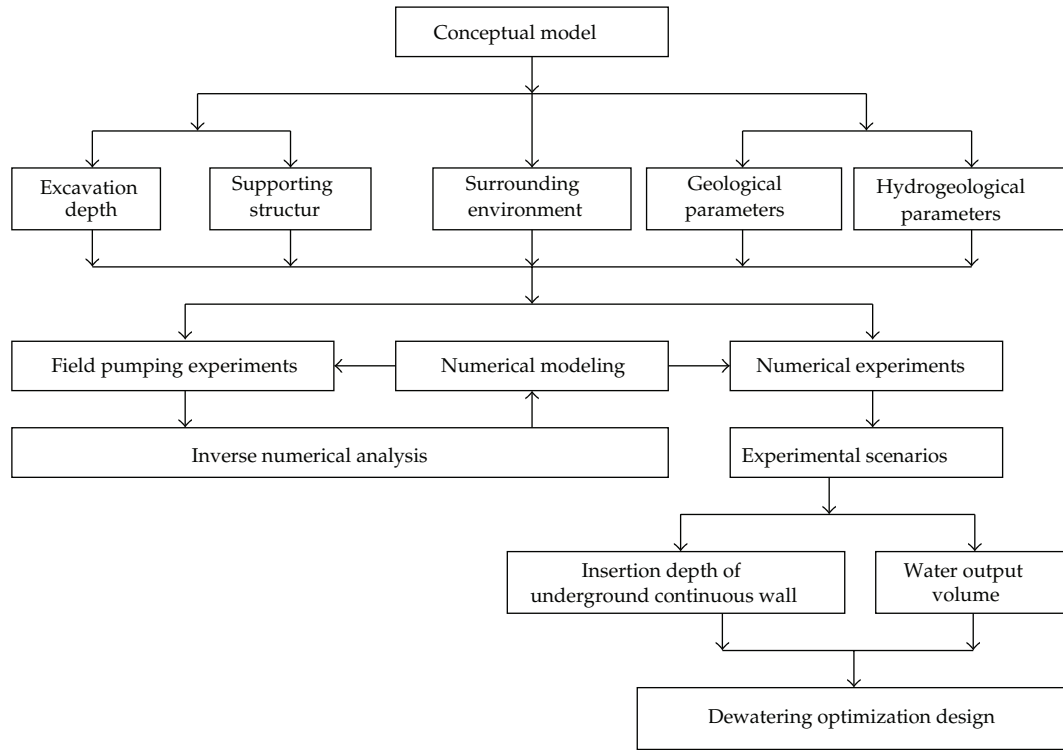 Conceptual model
Excavation
depth
Supporting
structur
Surrounding
environment
Geological
parameters
Hydrogeological
parameters
Field pumping experiments
Numerical modeling
Numerical experiments
Inverse numerical analysis
Experimental scenarios
Insertion depth of
underground continuous wall
Water output
volume
Dewatering optimization design